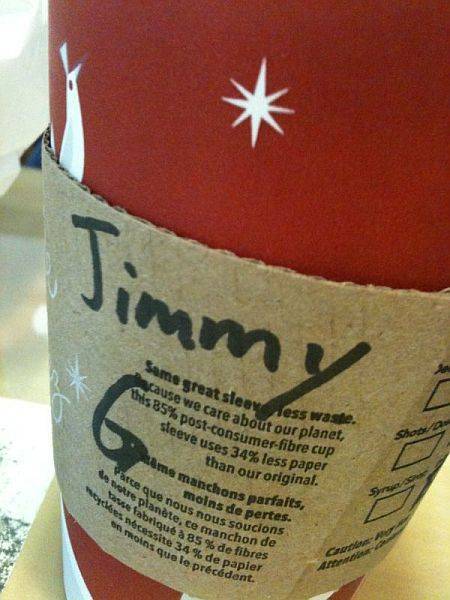 Jimmy
G
Same great sleeve, less waste.
Because we care about our planet,
this 85% post-consumer-fibre cup
sleeve uses 34% less paper
than our original.
même manchons parfaits,
moins de pertes.
Parce que nous nous soucions
de notre planète, ce manchon de
tasse fabriqué à 85 % de fibres
recyclées nécessite 34 % de papier
en moins que le précédent.
Shots/
Syrup/
Caution: Very
Attention: